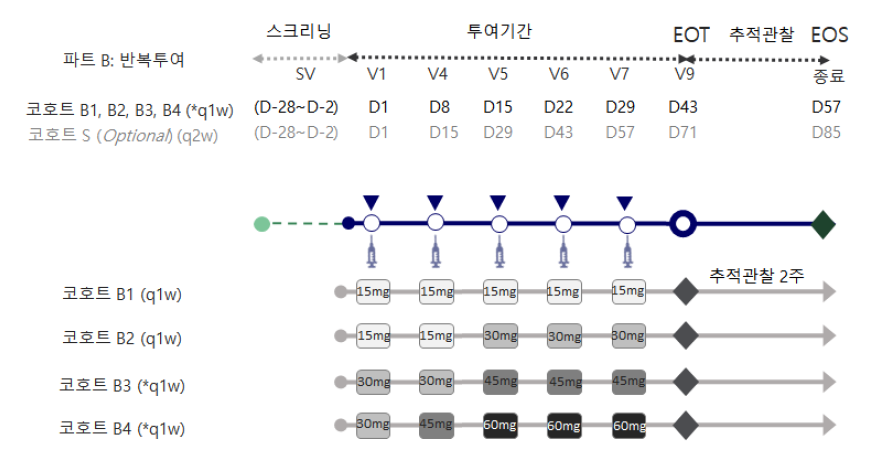 스크리닝 투여기간 EOT 추적관찰 EOS
파트 B: 반복투여
SV V1 V4 V5 V6 V7 V9 종료
코호트 B1, B2, B3, B4 (*q1w) (D-28~D-2) D1 D8 D15 D22 D29 D43 D57
코호트 S (Optional) (q2w) (D-28~D-2) D1 D15 D29 D43 D57 D71 D85
추적관찰 2주
코호트 B1 (q1w) 15mg 15mg 15mg 15mg 15mg
코호트 B2 (q1w) 15mg 15mg 30mg 30mg 30mg
코호트 B3 (*q1w) 30mg 30mg 45mg 45mg 45mg
코호트 B4 (*q1w) 30mg 45mg 60mg 60mg 60mg